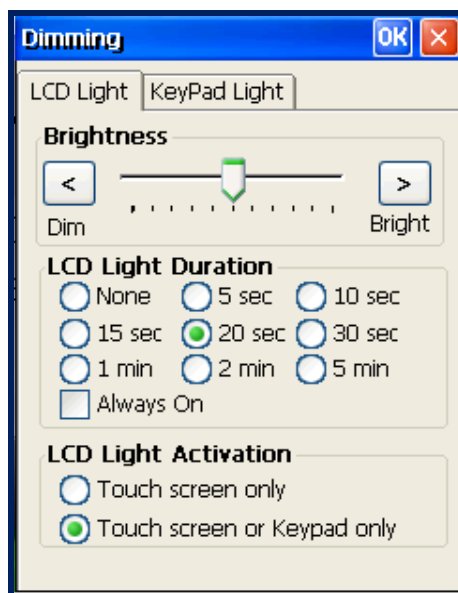 Dimming OK
LCD Light KeyPad Light
Brightness
< >
Dim Bright
LCD Light Duration
None 5 sec 10 sec
15 sec 20 sec 30 sec
1 min 2 min 5 min
Always On
LCD Light Activation
Touch screen only
Touch screen or Keypad only